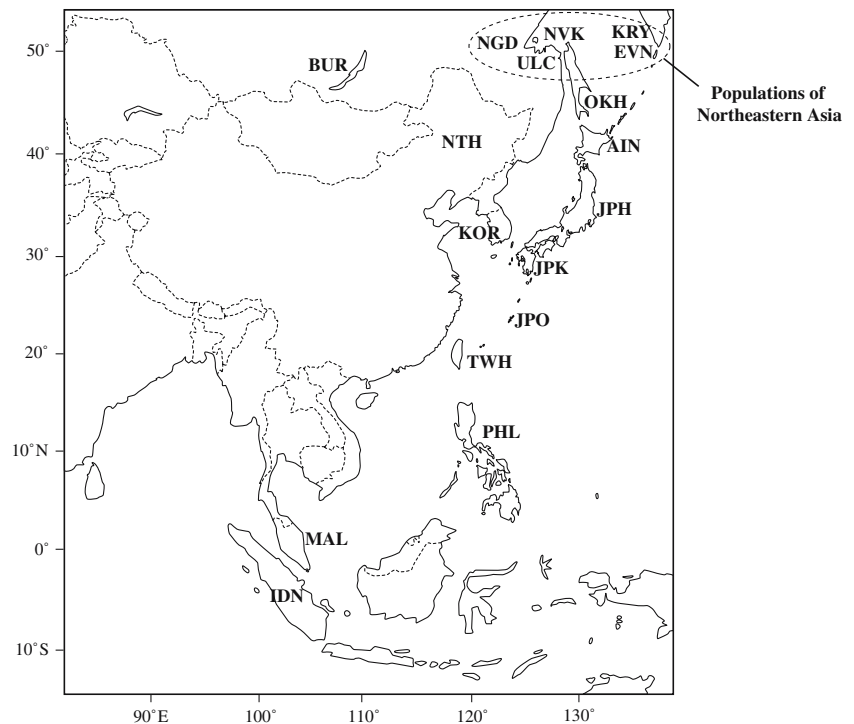 50˚
40˚
30˚
20˚
10˚N
0˚
10˚S
90˚E
100˚
110˚
120˚
130˚
NGD
NVK
KRY
EVN
ULC
BUR
OKH
Populations of
Northeastern Asia
NTH
AIN
JPH
KOR
JPK
JPO
TWH
PHL
MAL
IDN